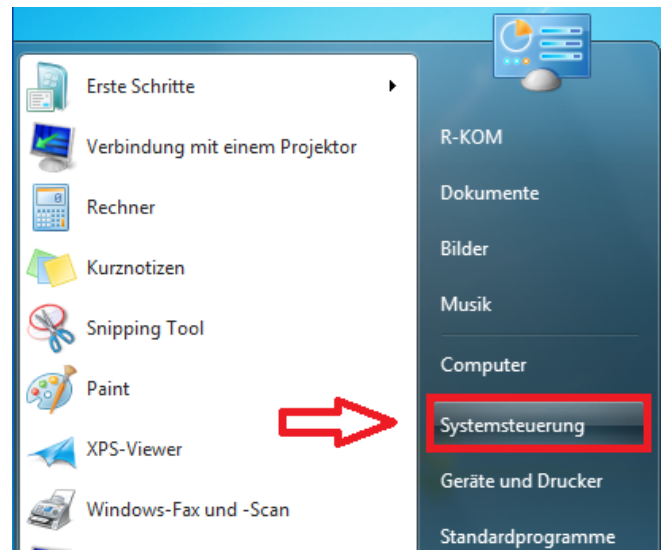 Erste Schritte
Verbindung mit einem Projektor
Rechner
Kurznotizen
Snipping Tool
Paint
XPS-Viewer
Windows-Fax und -Scan
R-KOM
Dokumente
Bilder
Musik
Computer
Systemsteuerung
Geräte und Drucker
Standardprogramme